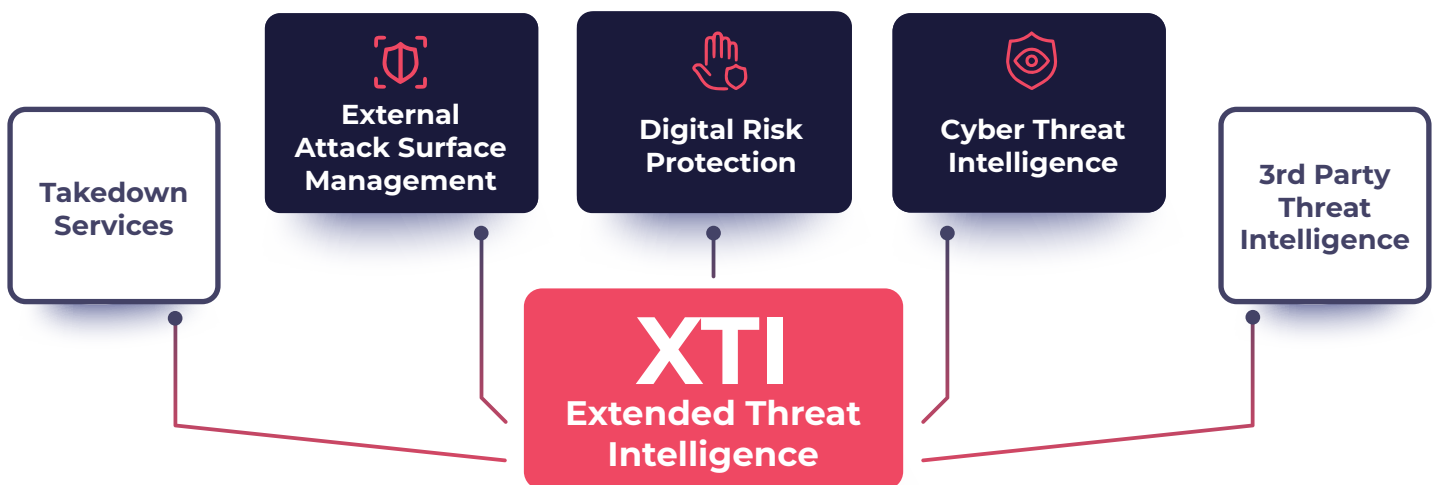 Takedown
Services
External
Attack Surface
Management
Digital Risk
Protection
Cyber Threat
Intelligence
3rd Party
Threat
Intelligence
XTI
Extended Threat
Intelligence